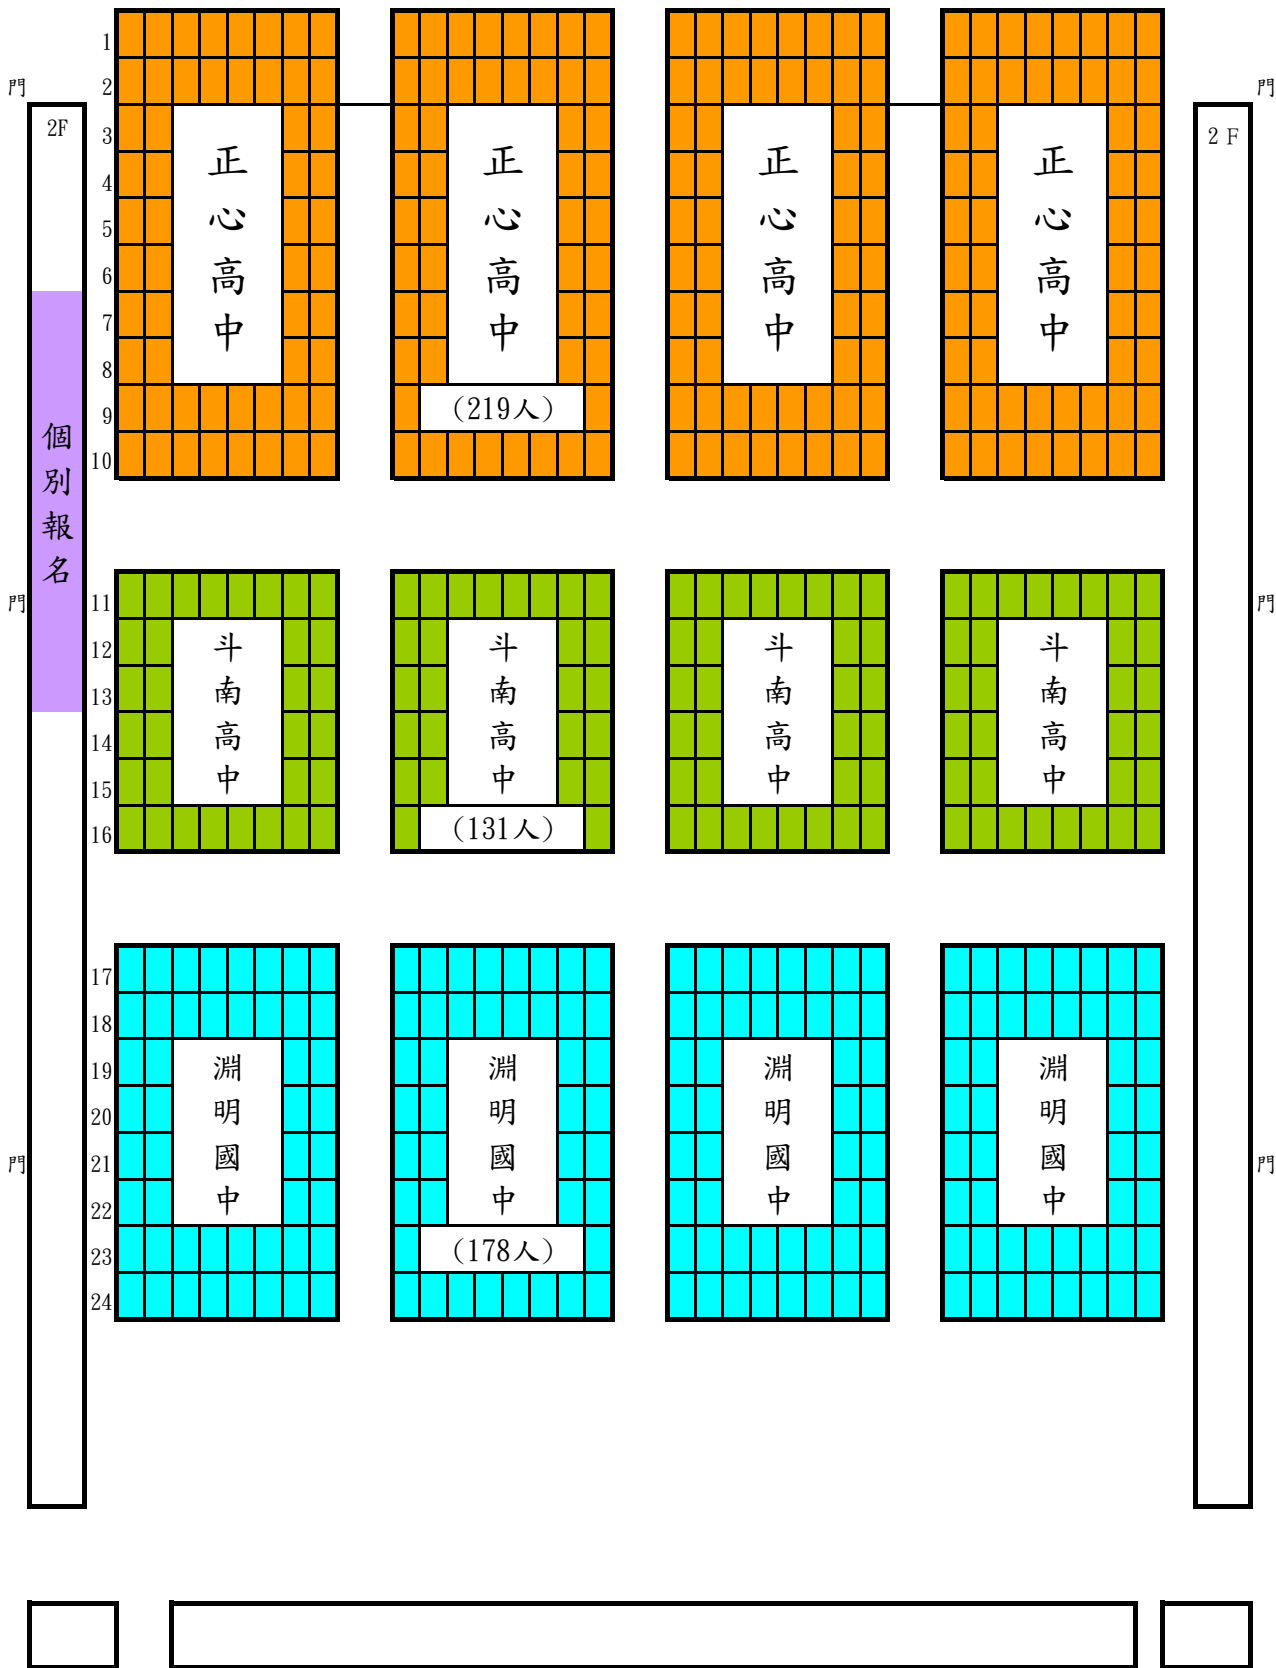 1
2
門
門
2F
2 F
3
4
5
6
7
8
9
10
正心高中
正心高中
正心高中
正心高中
(219人)
個別報名
門
門
11
12
13
14
15
16
斗南高中
斗南高中
斗南高中
斗南高中
(131人)
17
18
19
20
21
22
23
24
淵明國中
淵明國中
淵明國中
淵明國中
(178人)
門
門